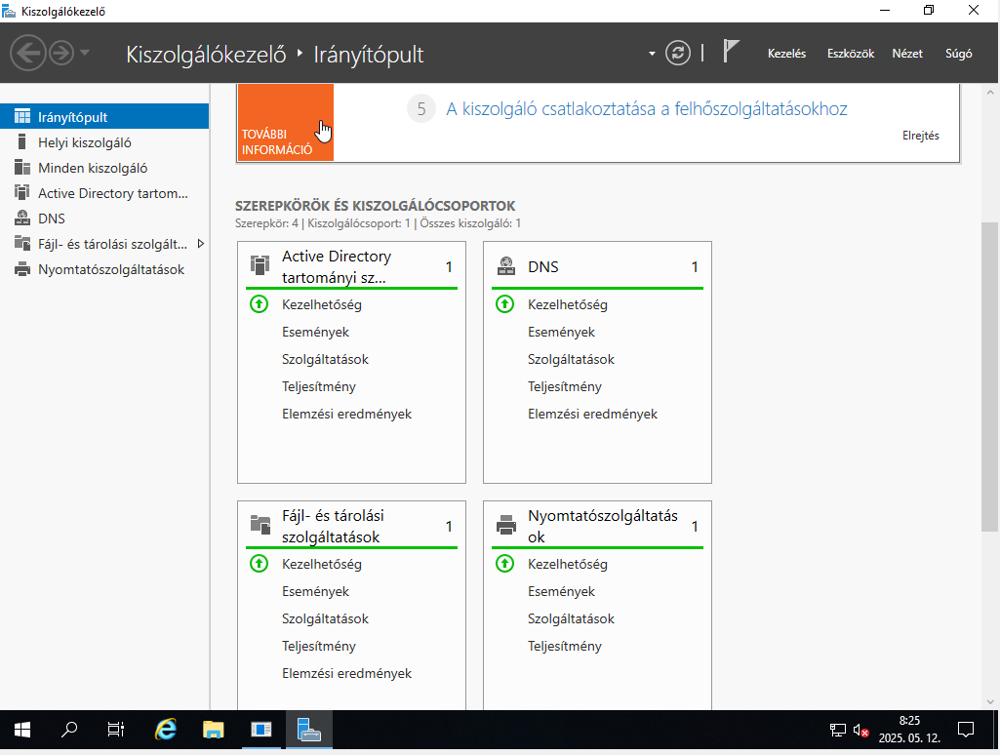 Kiszolgálókezelő
Kiszolgálókezelő ‣ Irányítópult
Kezelés Eszközök Nézet Súgó
Irányítópult
Helyi kiszolgáló
Minden kiszolgáló
Active Directory tartom...
DNS
Fájl- és tárolási szolgált...
Nyomtatószolgáltatások
TOVÁBBI
INFORMÁCIÓ
5 A kiszolgáló csatlakoztatása a felhőszolgáltatásokhoz
Elrejtés
SZEREPKÖRÖK ÉS KISZOLGÁLÓCSOPORTOK
Szerepkör: 4 | Kiszolgálócsoport: 1 | Összes kiszolgáló: 1
Active Directory
tartományi sz... 1
Kezelhetőség
Események
Szolgáltatások
Teljesítmény
Elemzési eredmények
DNS 1
Kezelhetőség
Események
Szolgáltatások
Teljesítmény
Elemzési eredmények
Fájl- és tárolási
szolgáltatások 1
Kezelhetőség
Események
Szolgáltatások
Teljesítmény
Elemzési eredmények
Nyomtatószolgáltatás
ok 1
Kezelhetőség
Események
Szolgáltatások
Teljesítmény
8:25
2025. 05. 12.